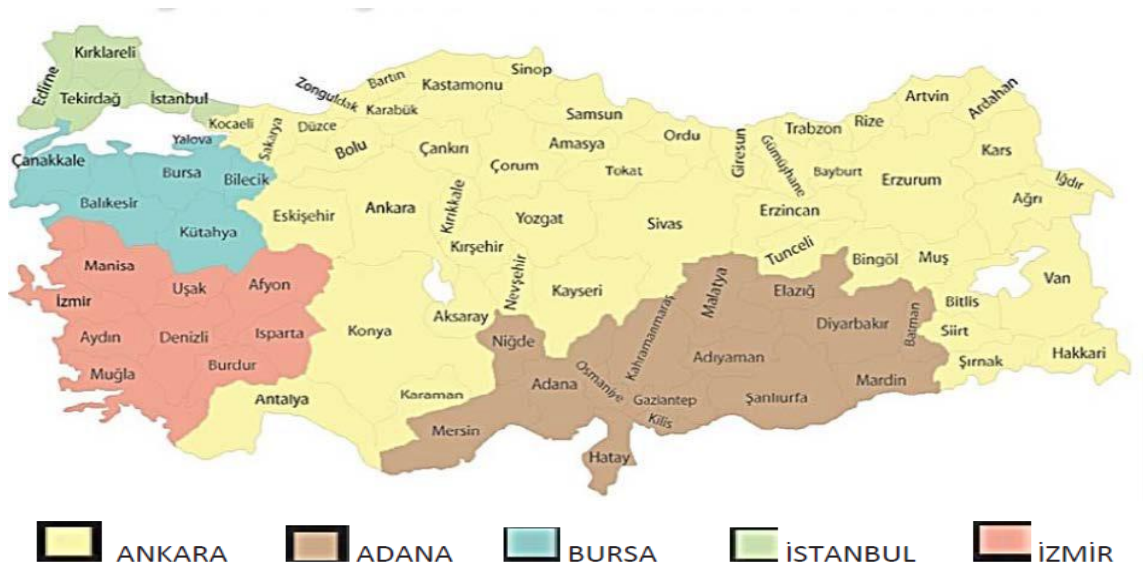 Kırklareli
Edirne
Tekirdağ
İstanbul
Kocaeli
Yalova
Sakarya
Düzce
Zonguldak
Bartın
Karabük
Kastamonu
Sinop
Bolu
Çankırı
Çorum
Samsun
Amasya
Tokat
Ordu
Giresun
Gümüşhane
Trabzon
Rize
Artvin
Ardahan
Bayburt
Erzurum
Kars
Iğdır
Ağrı
Çanakkale
Bursa
Bilecik
Balıkesir
Kütahya
Eskişehir
Ankara
Kırıkkale
Kırşehir
Yozgat
Sivas
Erzincan
Tunceli
Bingöl
Muş
Van
Bitlis
Siirt
Şırnak
Hakkari
Manisa
İzmir
Uşak
Afyon
Aydın
Denizli
Isparta
Muğla
Burdur
Konya
Aksaray
Nevşehir
Kayseri
Niğde
Malatya
Elazığ
Diyarbakır
Batman
Kahramanmaraş
Adıyaman
Mardin
Antalya
Karaman
Mersin
Adana
Osmaniye
Gaziantep
Kilis
Şanlıurfa
Hatay
ANKARA ADANA BURSA İSTANBUL İZMİR